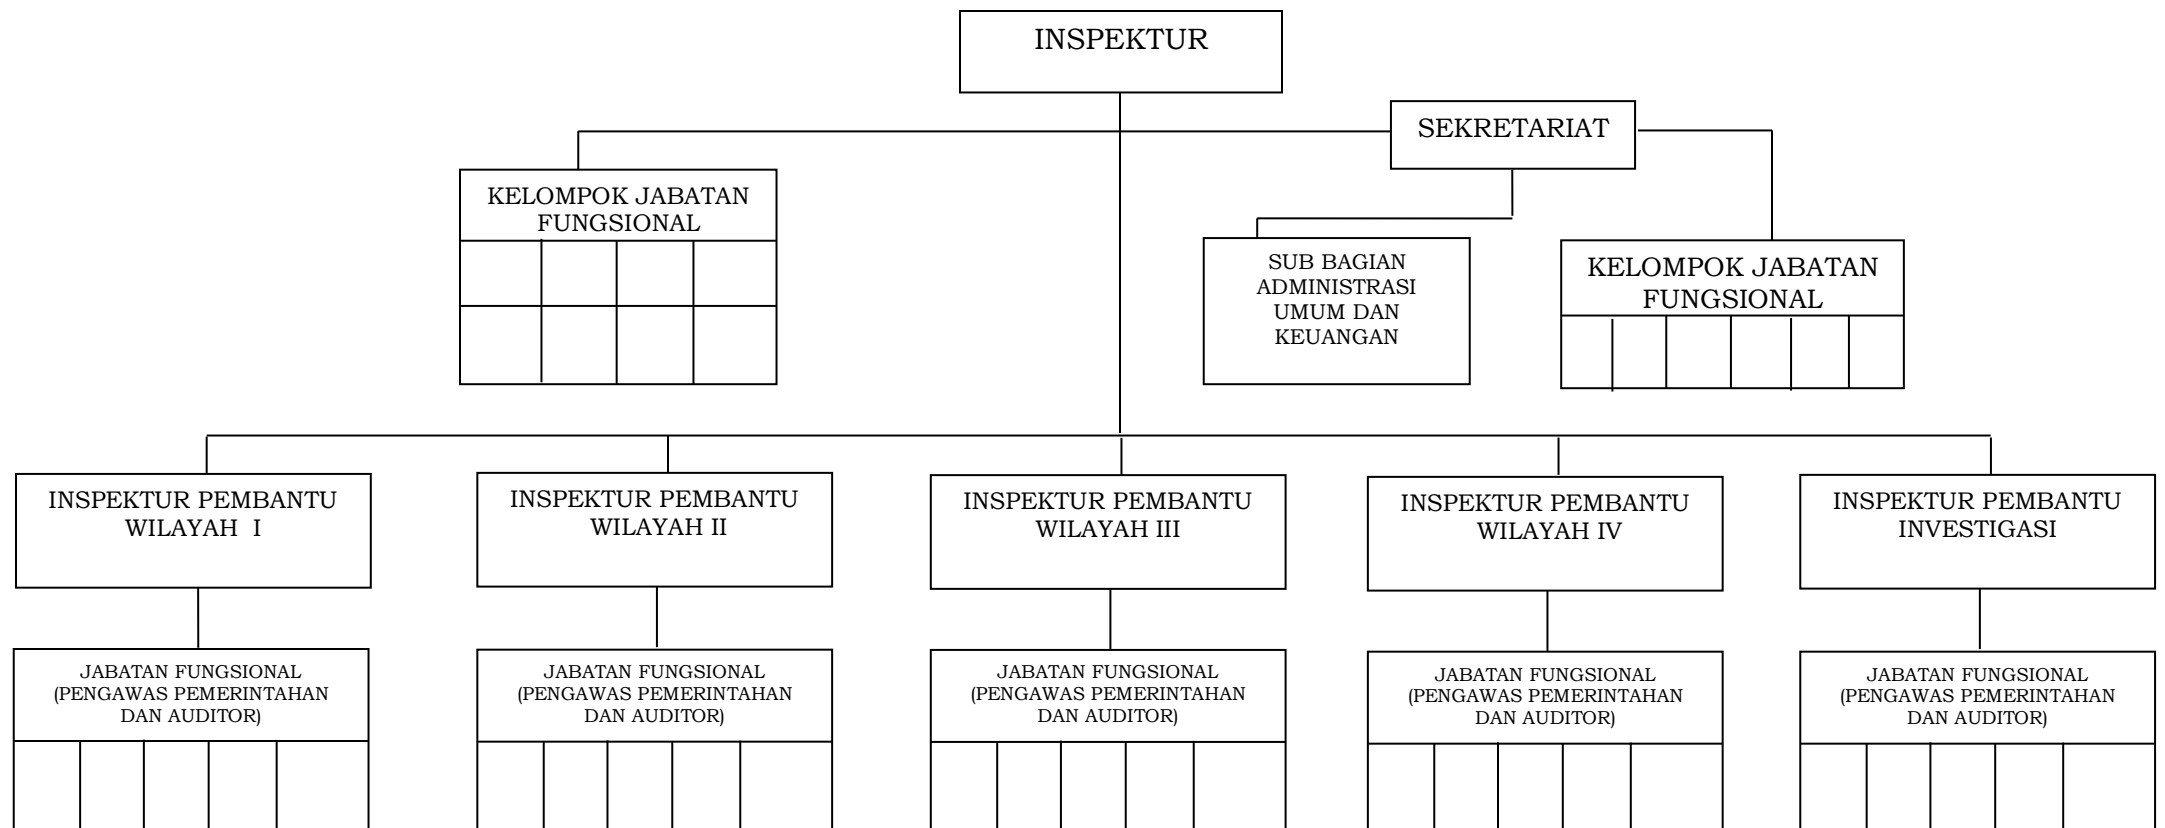 INSPEKTUR
SEKRETARIAT
KELOMPOK JABATAN
FUNGSIONAL
SUB BAGIAN
ADMINISTRASI
UMUM DAN
KEUANGAN
KELOMPOK JABATAN
FUNGSIONAL
INSPEKTUR PEMBANTU
WILAYAH  I
INSPEKTUR PEMBANTU
WILAYAH II
INSPEKTUR PEMBANTU
WILAYAH III
INSPEKTUR PEMBANTU
WILAYAH IV
INSPEKTUR PEMBANTU
INVESTIGASI
JABATAN FUNGSIONAL
(PENGAWAS PEMERINTAHAN
DAN AUDITOR)
JABATAN FUNGSIONAL
(PENGAWAS PEMERINTAHAN
DAN AUDITOR)
JABATAN FUNGSIONAL
(PENGAWAS PEMERINTAHAN
DAN AUDITOR)
JABATAN FUNGSIONAL
(PENGAWAS PEMERINTAHAN
DAN AUDITOR)
JABATAN FUNGSIONAL
(PENGAWAS PEMERINTAHAN
DAN AUDITOR)